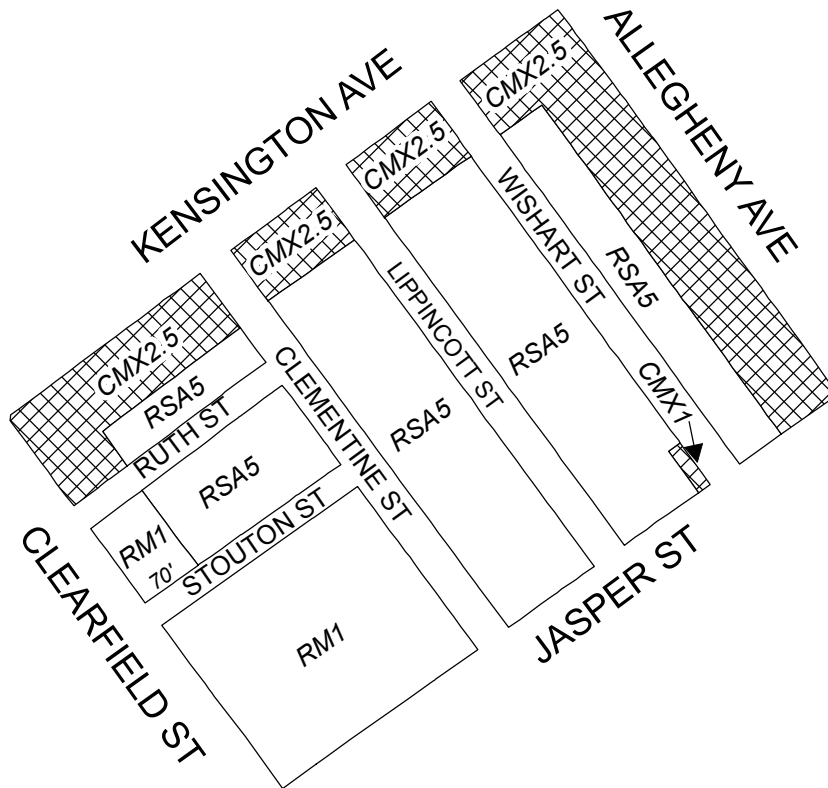 ALLEGHENY AVE
KENSINGTON AVE
CMX2.5
CMX2.5
CMX2.5
CMX2.5
WISHART ST
RSA5
LIPPINCOTT ST
RSA5
CMX1
CLEMENTINE ST
RSA5
RSA5
RUTH ST
RSA5
STOUTON ST
RM1
70'
RM1
CLEARFIELD ST
JASPER ST